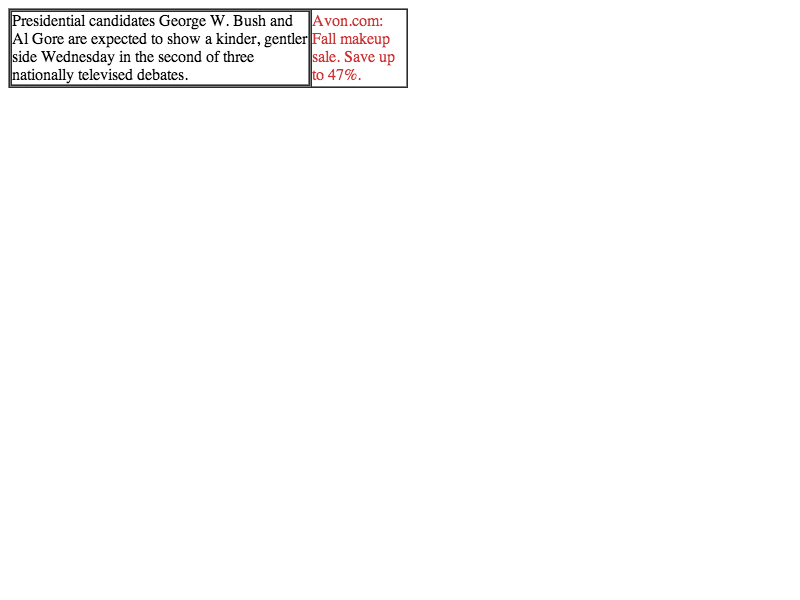 Presidential candidates George W. Bush and
Al Gore are expected to show a kinder, gentler
side Wednesday in the second of three
nationally televised debates.
Avon.com:
Fall makeup
sale. Save up
to 47%.